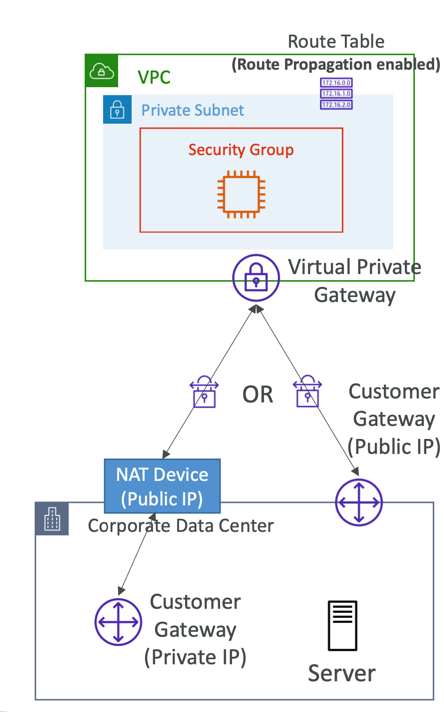 Route Table
(Route Propagation enabled)
VPC
172.16.0.0
172.16.1.0
172.16.2.0
Private Subnet
Security Group
Virtual Private
Gateway
OR
Customer
Gateway
(Public IP)
NAT Device
(Public IP)
Corporate Data Center
Customer
Gateway
(Private IP)
Server